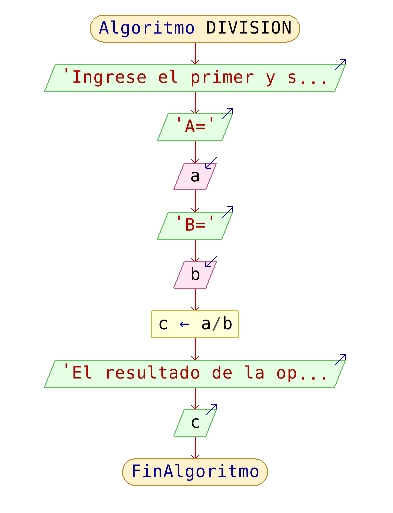 Algoritmo DIVISION
'Ingrese el primer y s...
'A='
a
'B='
b
c ← a/b
'El resultado de la op...
c
FinAlgoritmo